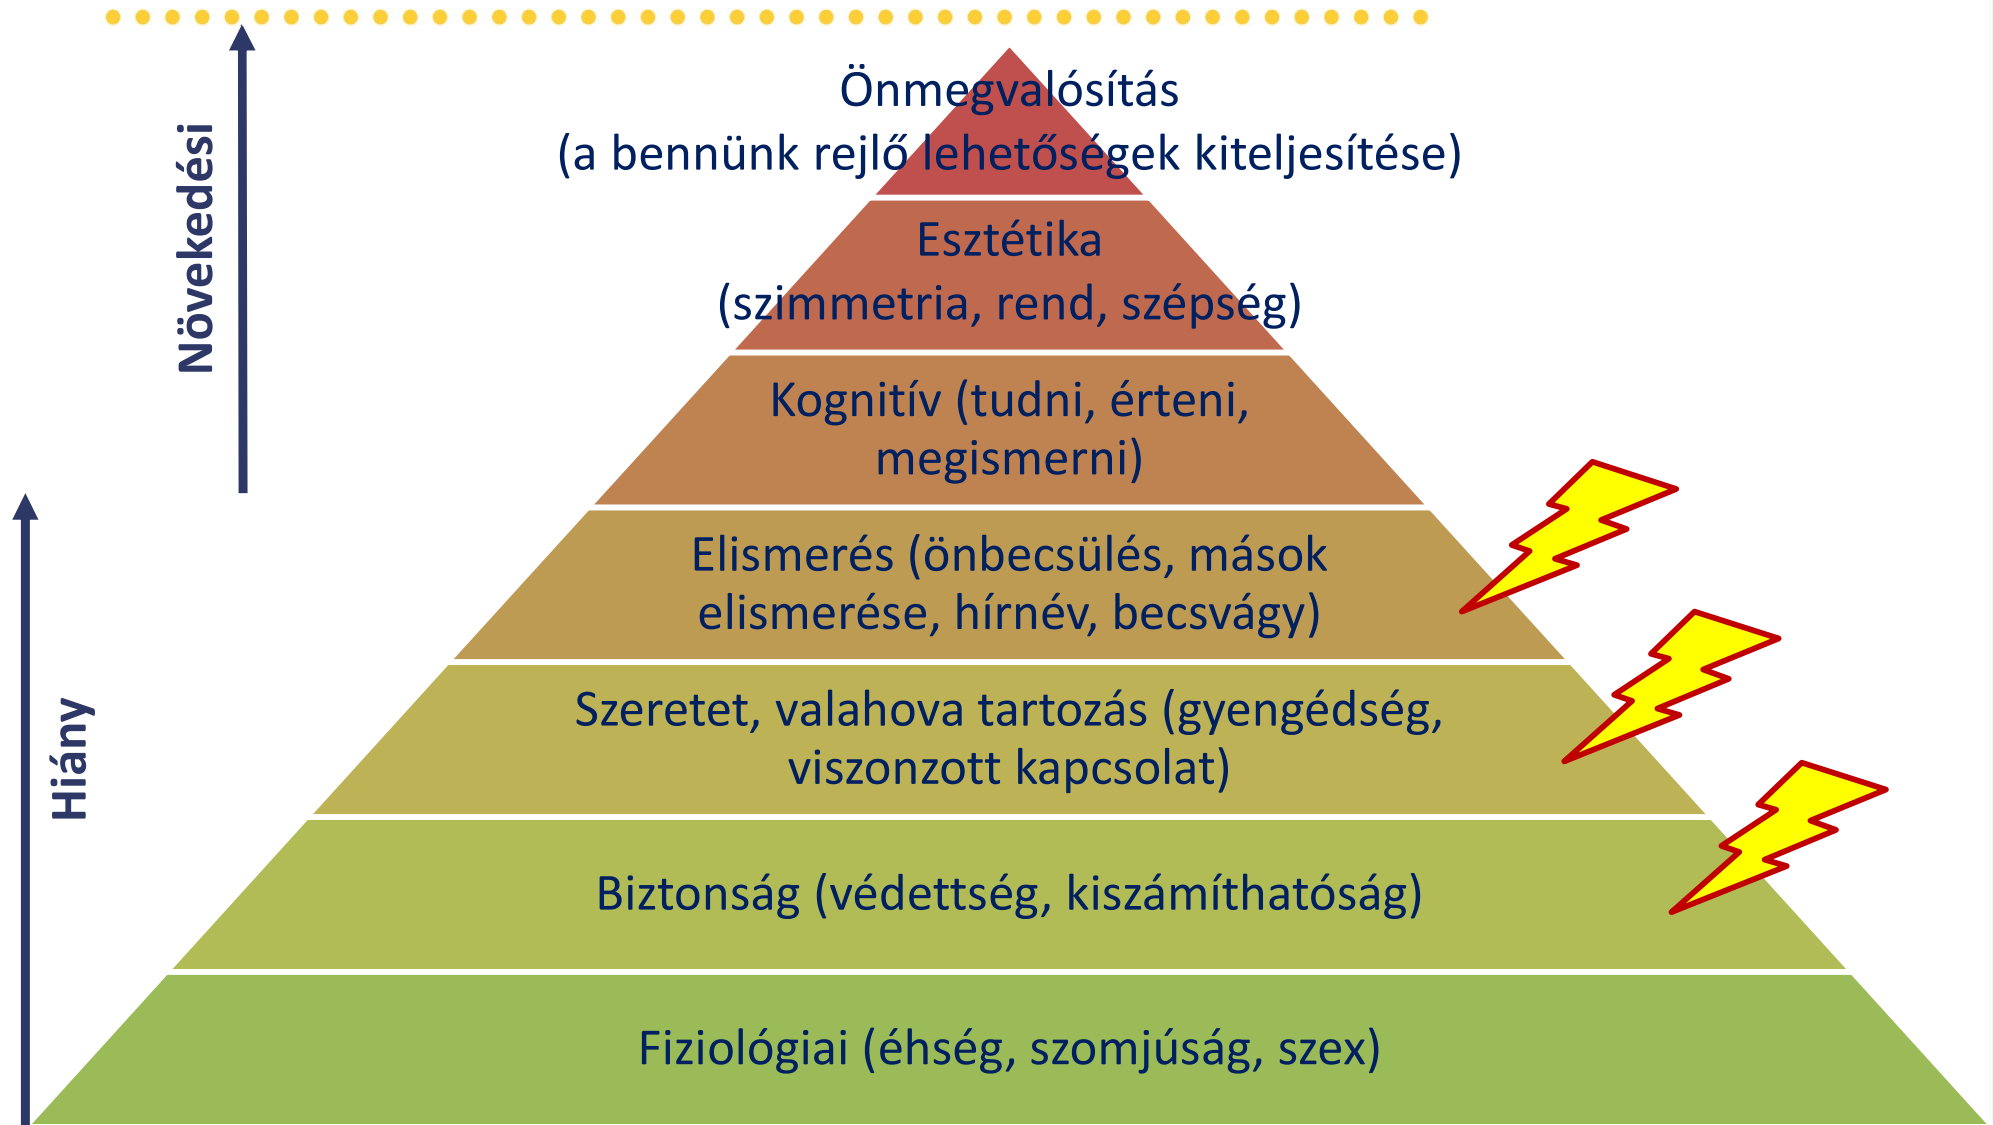 Önmegvalósítás
(a bennünk rejlő lehetőségek kiteljesítése)
Esztétika
(szimmetria, rend, szépség)
Kognitív (tudni, érteni,
megismerni)
Elismerés (önbecsülés, mások
elismerése, hírnév, becsvágy)
Szeretet, valahova tartozás (gyengédség,
viszonzott kapcsolat)
Biztonság (védettség, kiszámíthatóság)
Fiziológiai (éhség, szomjúság, szex)
Növekedési
Hiány